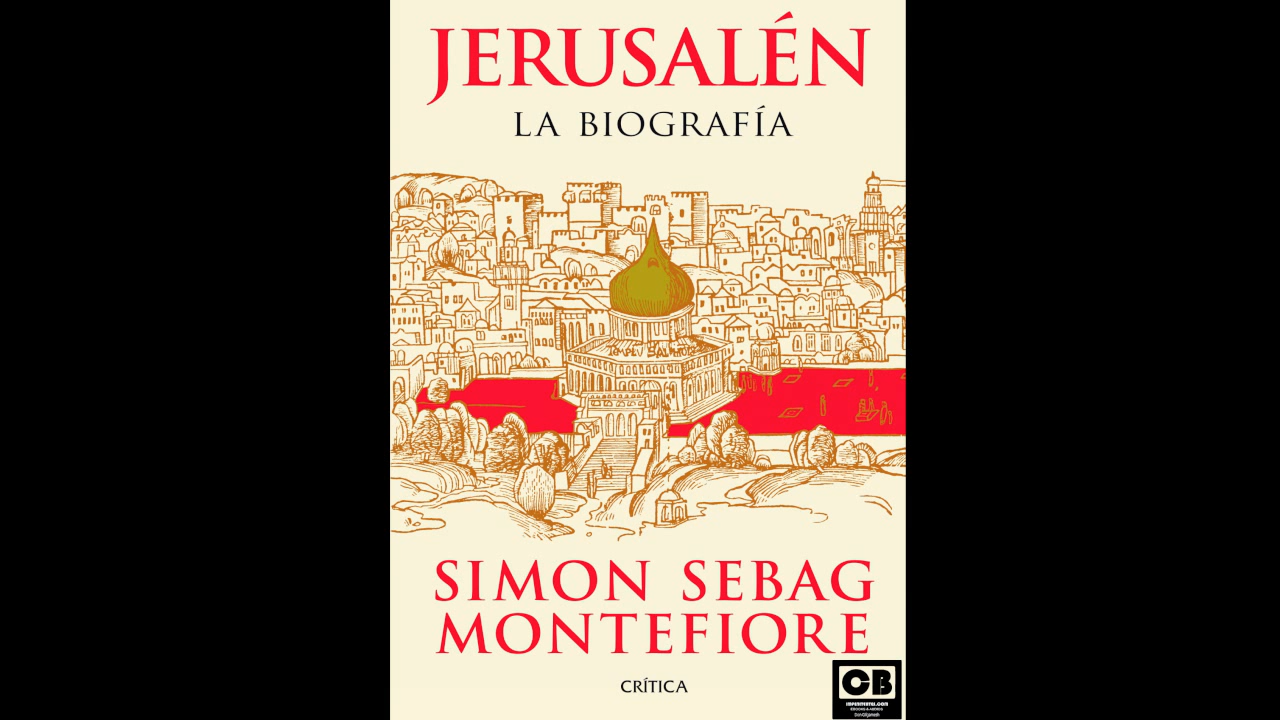 JERUSALÉN
LA BIOGRAFÍA
SIMON SEBAG
MONTEFIORE
CRÍTICA
CB